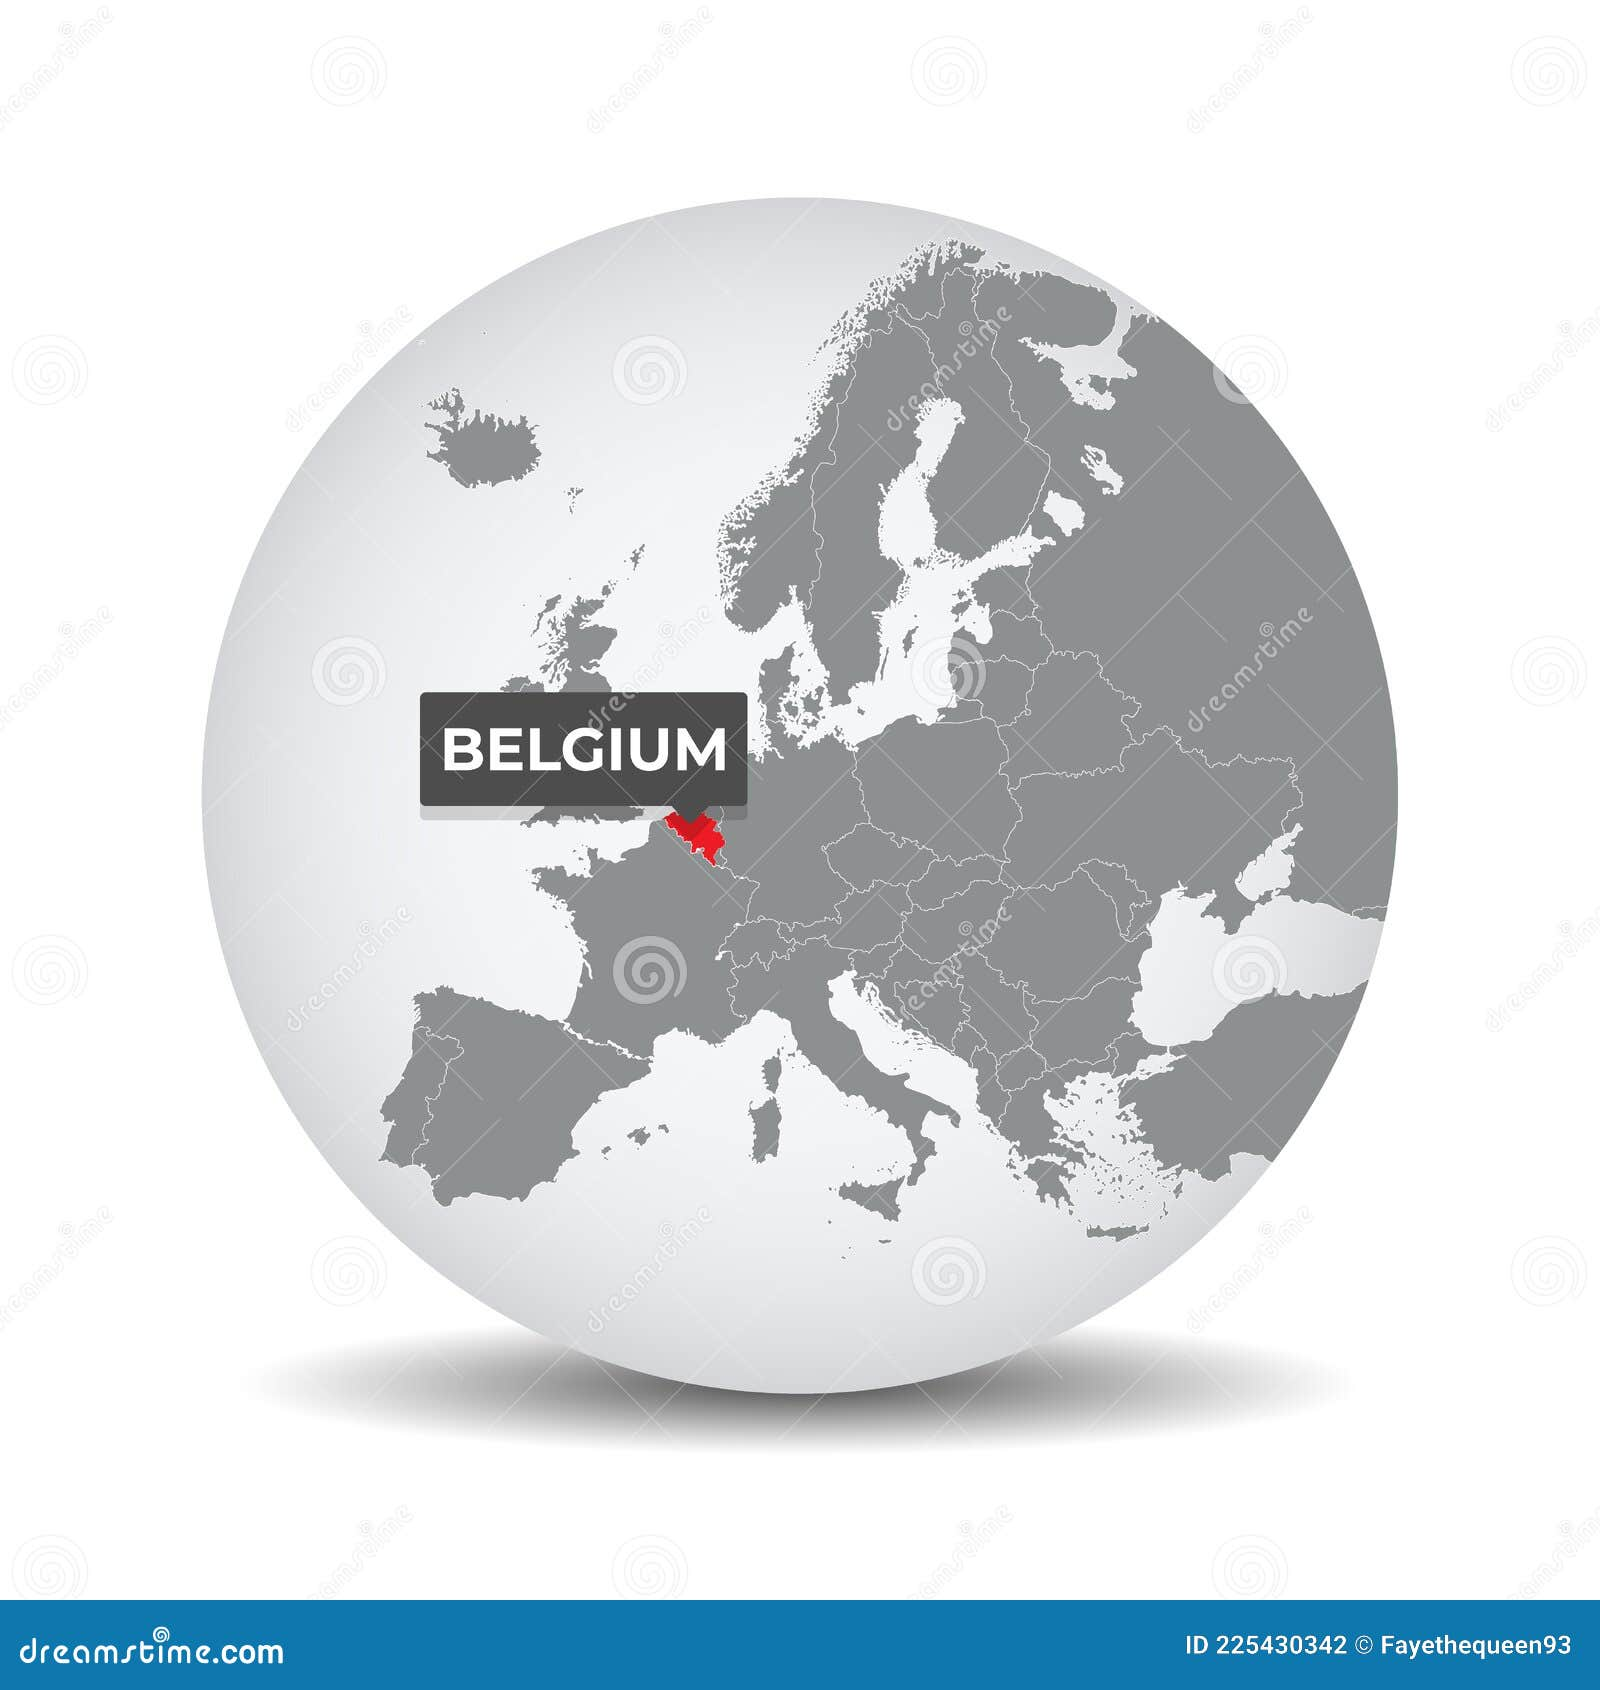 BELGIUM
dreamstime.com
ID 225430342 © Fayethequeen93